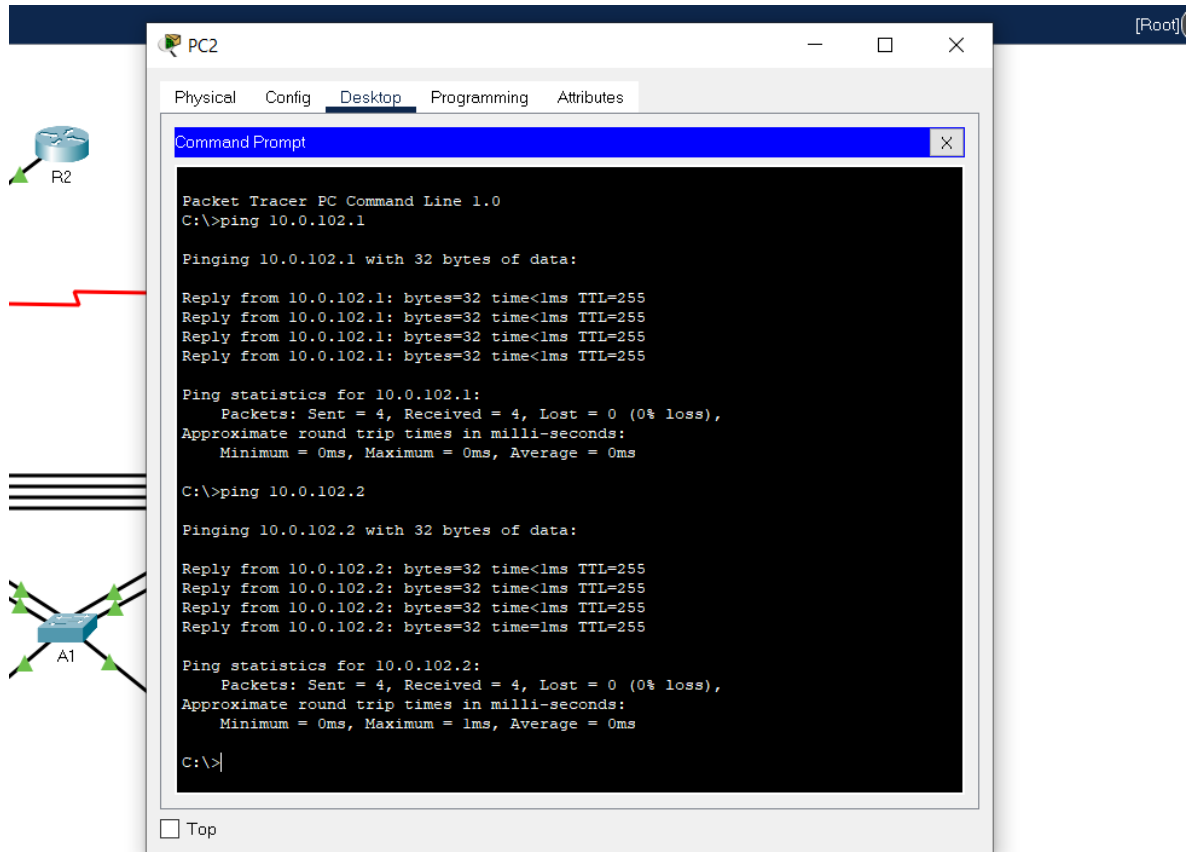 [Root]
PC2
Physical Config Desktop Programming Attributes
Command Prompt
X
R2
Packet Tracer PC Command Line 1.0
C:\>ping 10.0.102.1
Pinging 10.0.102.1 with 32 bytes of data:
Reply from 10.0.102.1: bytes=32 time<1ms TTL=255
Reply from 10.0.102.1: bytes=32 time<1ms TTL=255
Reply from 10.0.102.1: bytes=32 time<1ms TTL=255
Reply from 10.0.102.1: bytes=32 time<1ms TTL=255
Ping statistics for 10.0.102.1:
Packets: Sent = 4, Received = 4, Lost = 0 (0% loss),
Approximate round trip times in milli-seconds:
Minimum = 0ms, Maximum = 0ms, Average = 0ms
C:\>ping 10.0.102.2
Pinging 10.0.102.2 with 32 bytes of data:
Reply from 10.0.102.2: bytes=32 time<1ms TTL=255
Reply from 10.0.102.2: bytes=32 time<1ms TTL=255
Reply from 10.0.102.2: bytes=32 time<1ms TTL=255
Reply from 10.0.102.2: bytes=32 time=1ms TTL=255
A1
Ping statistics for 10.0.102.2:
Packets: Sent = 4, Received = 4, Lost = 0 (0% loss),
Approximate round trip times in milli-seconds:
Minimum = 0ms, Maximum = 1ms, Average = 0ms
C:\>
Top